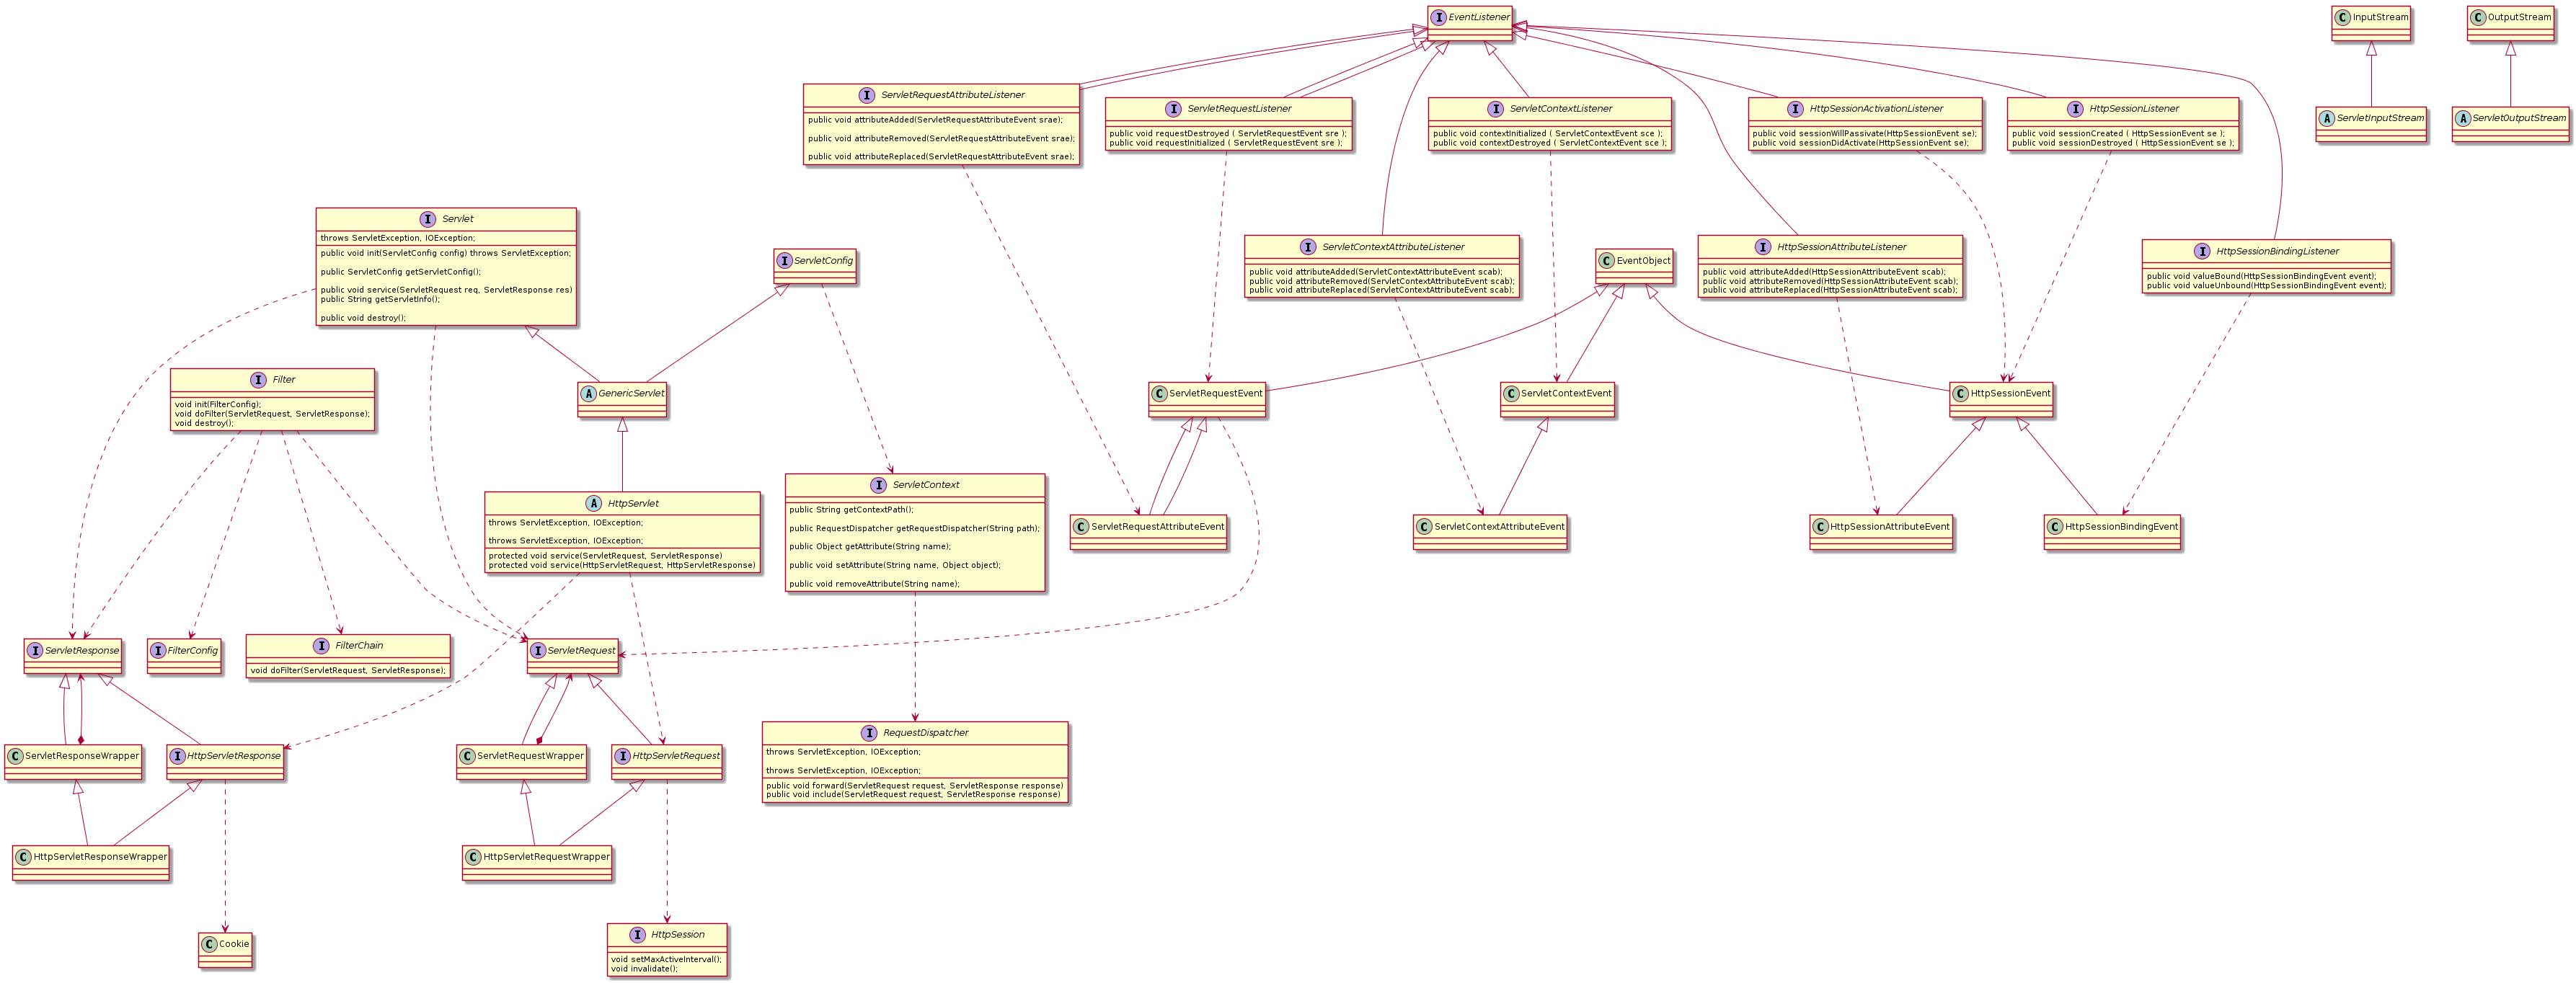 I EventListener
C InputStream
C OutputStream
I ServletRequestAttributeListener
public void attributeAdded(ServletRequestAttributeEvent srae);
public void attributeRemoved(ServletRequestAttributeEvent srae);
public void attributeReplaced(ServletRequestAttributeEvent srae);
I ServletRequestListener
public void requestDestroyed ( ServletRequestEvent sre );
public void requestInitialized ( ServletRequestEvent sre );
I ServletContextListener
public void contextInitialized ( ServletContextEvent sce );
public void contextDestroyed ( ServletContextEvent sce );
I HttpSessionActivationListener
public void sessionWillPassivate(HttpSessionEvent se);
public void sessionDidActivate(HttpSessionEvent se);
I HttpSessionListener
public void sessionCreated ( HttpSessionEvent se );
public void sessionDestroyed ( HttpSessionEvent se );
A ServletInputStream
A ServletOutputStream
I Servlet
throws ServletException, IOException;
public void init(ServletConfig config) throws ServletException;
public ServletConfig getServletConfig();
public void service(ServletRequest req, ServletResponse res)
public String getServletInfo();
public void destroy();
I ServletConfig
I ServletContextAttributeListener
public void attributeAdded(ServletContextAttributeEvent scab);
public void attributeRemoved(ServletContextAttributeEvent scab);
public void attributeReplaced(ServletContextAttributeEvent scab);
C EventObject
I HttpSessionAttributeListener
public void attributeAdded(HttpSessionAttributeEvent scab);
public void attributeRemoved(HttpSessionAttributeEvent scab);
public void attributeReplaced(HttpSessionAttributeEvent scab);
I HttpSessionBindingListener
public void valueBound(HttpSessionBindingEvent event);
public void valueUnbound(HttpSessionBindingEvent event);
I Filter
void init(FilterConfig);
void doFilter(ServletRequest, ServletResponse);
void destroy();
A GenericServlet
C ServletRequestEvent
C ServletContextEvent
C HttpSessionEvent
A HttpServlet
throws ServletException, IOException;
throws ServletException, IOException;
protected void service(ServletRequest, ServletResponse)
protected void service(HttpServletRequest, HttpServletResponse)
I ServletContext
public String getContextPath();
public RequestDispatcher getRequestDispatcher(String path);
public Object getAttribute(String name);
public void setAttribute(String name, Object object);
public void removeAttribute(String name);
C ServletRequestAttributeEvent
C ServletContextAttributeEvent
C HttpSessionAttributeEvent
C HttpSessionBindingEvent
I ServletResponse
I FilterConfig
I FilterChain
void doFilter(ServletRequest, ServletResponse);
I ServletRequest
C ServletResponseWrapper
I HttpServletResponse
C ServletRequestWrapper
I HttpServletRequest
I RequestDispatcher
throws ServletException, IOException;
throws ServletException, IOException;
public void forward(ServletRequest request, ServletResponse response)
public void include(ServletRequest request, ServletResponse response)
C HttpServletResponseWrapper
C HttpServletRequestWrapper
C Cookie
I HttpSession
void setMaxActiveInterval();
void invalidate();